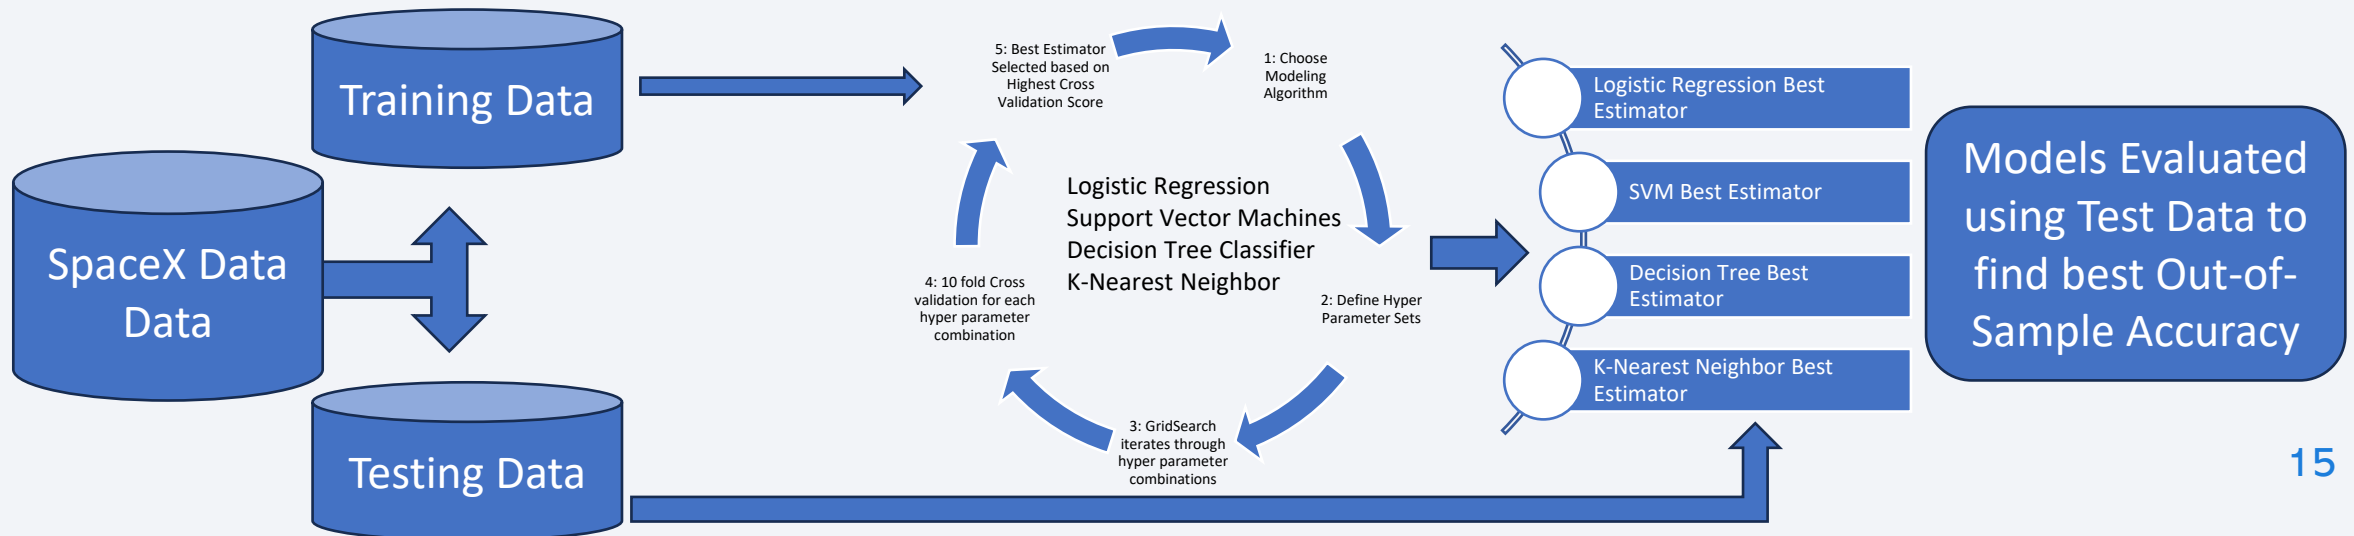 SpaceX Data
Data
Training Data
Testing Data
5: Best Estimator
Selected based on
Highest Cross
Validation Score
1: Choose
Modeling
Algorithm
2: Define Hyper
Parameter Sets
3: GridSearch
iterates through
hyper parameter
combinations
4: 10 fold Cross
validation for each
hyper parameter
combination
Logistic Regression
Support Vector Machines
Decision Tree Classifier
K-Nearest Neighbor
Logistic Regression Best
Estimator
SVM Best Estimator
Decision Tree Best
Estimator
K-Nearest Neighbor Best
Estimator
Models Evaluated
using Test Data to
find best Out-of-
Sample Accuracy
15